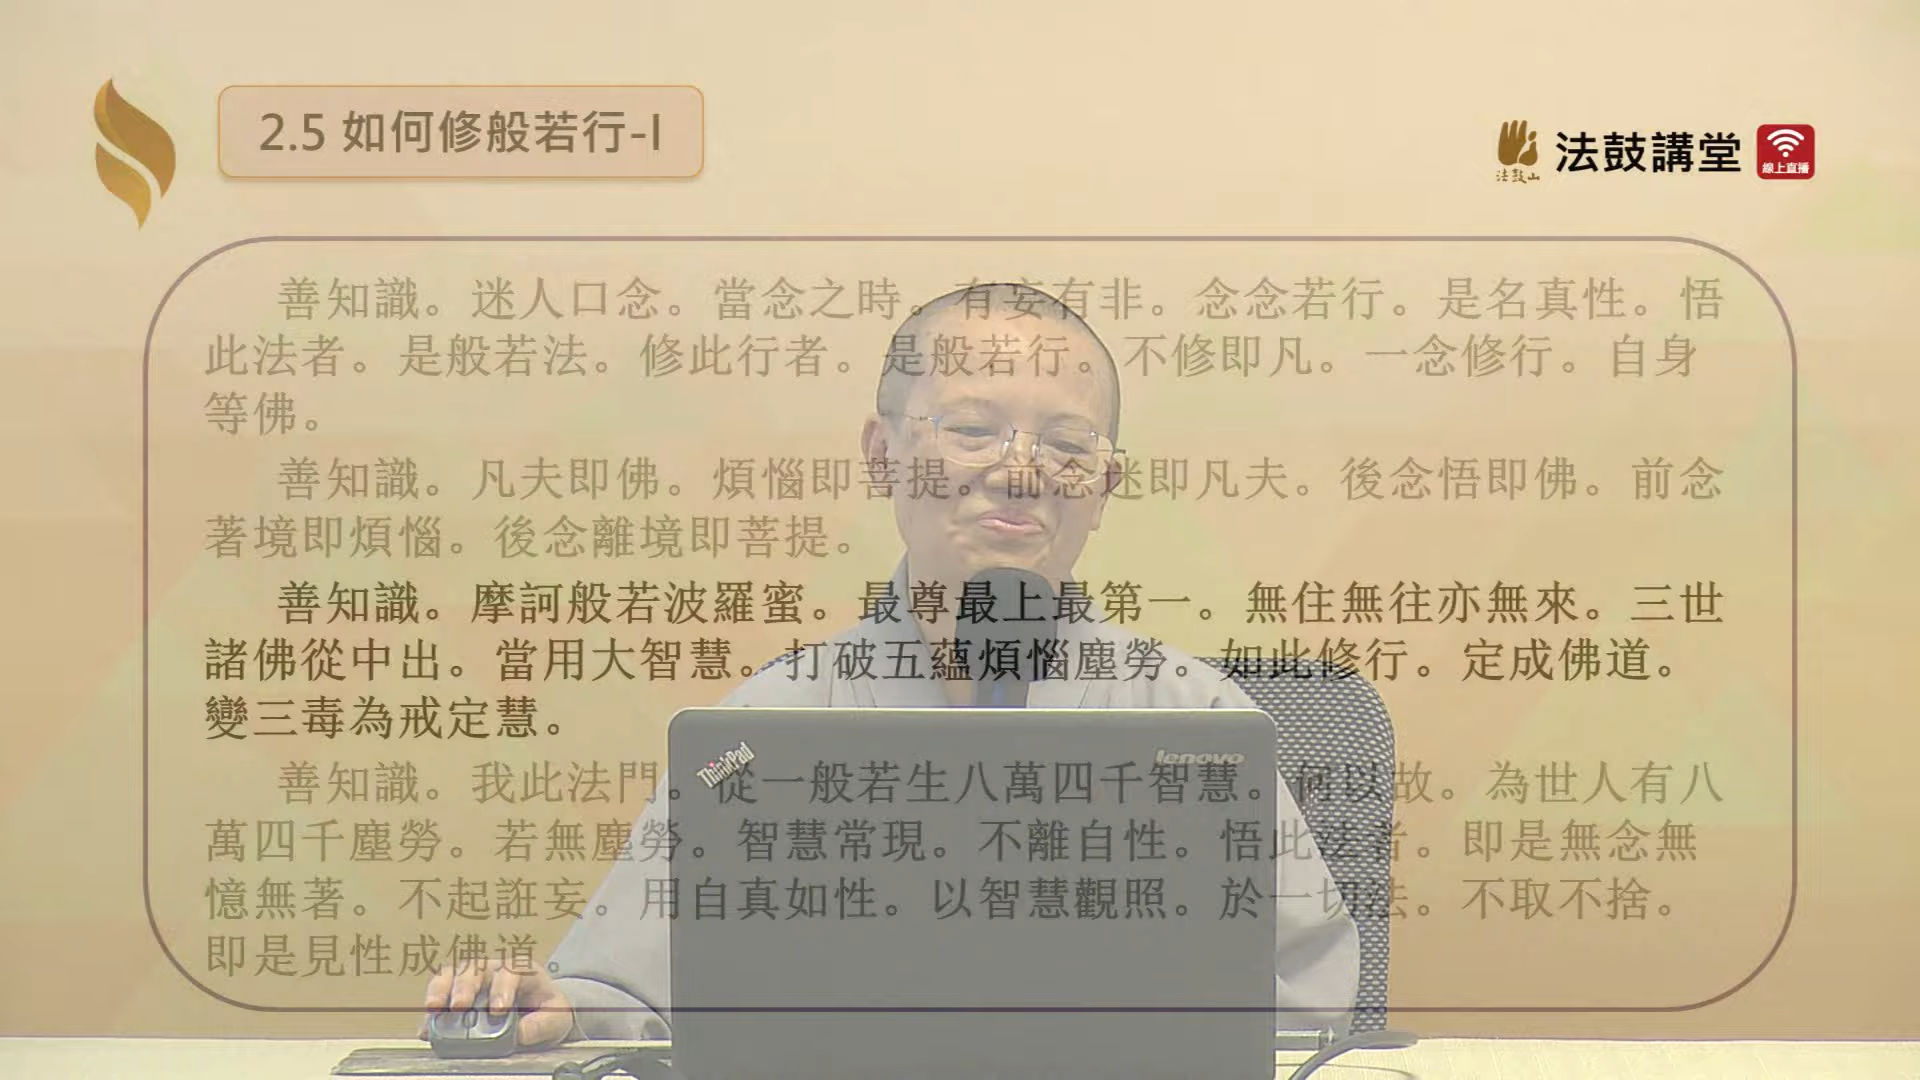 2.5 如何修般若行-I
法鼓山
法鼓講堂
線上直播
善知識。迷人口念。當念之時。有妄有非。念念若行。是名真性。悟
此法者。是般若法。修此行者。是般若行。不修即凡。一念修行。自身
等佛。
善知識。凡夫即佛。煩惱即菩提。前念迷即凡夫。後念悟即佛。前念
著境即煩惱。後念離境即菩提。
善知識。摩訶般若波羅蜜。最尊最上最第一。無住無往亦無來。三世
諸佛從中出。當用大智慧。打破五蘊煩惱塵勞。如此修行。定成佛道。
變三毒為戒定慧。
善知識。我此法門。從一般若生八萬四千智慧。何以故。為世人有八
萬四千塵勞。若無塵勞。智慧常現。不離自性。悟此法者。即是無念無
憶無著。不起誑妄。用自真如性。以智慧觀照。於一切法。不取不捨。
即是見性成佛道。
ThinkPad
lenovo